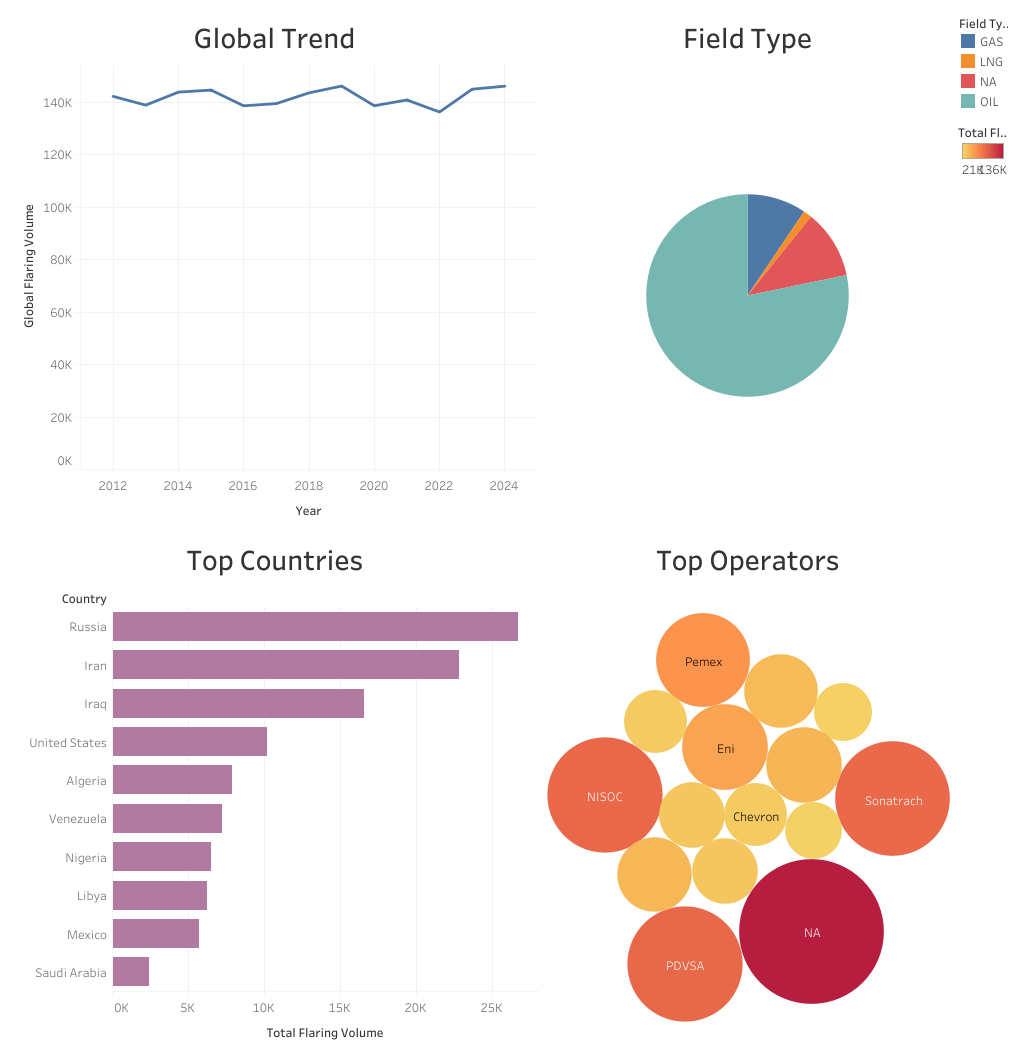 Global Trend
Global Flaring Volume
140K
120K
100K
80K
60K
40K
20K
0K
2012 2014 2016 2018 2020 2022 2024
Year
Field Type
Field Ty..
GAS
LNG
NA
OIL
Total Fl..
21K 136K
Top Countries
Country
Russia
Iran
Iraq
United States
Algeria
Venezuela
Nigeria
Libya
Mexico
Saudi Arabia
0K 5K 10K 15K 20K 25K
Total Flaring Volume
Top Operators
Pemex
Eni
NISOC
Sonatrach
Chevron
NA
PDVSA